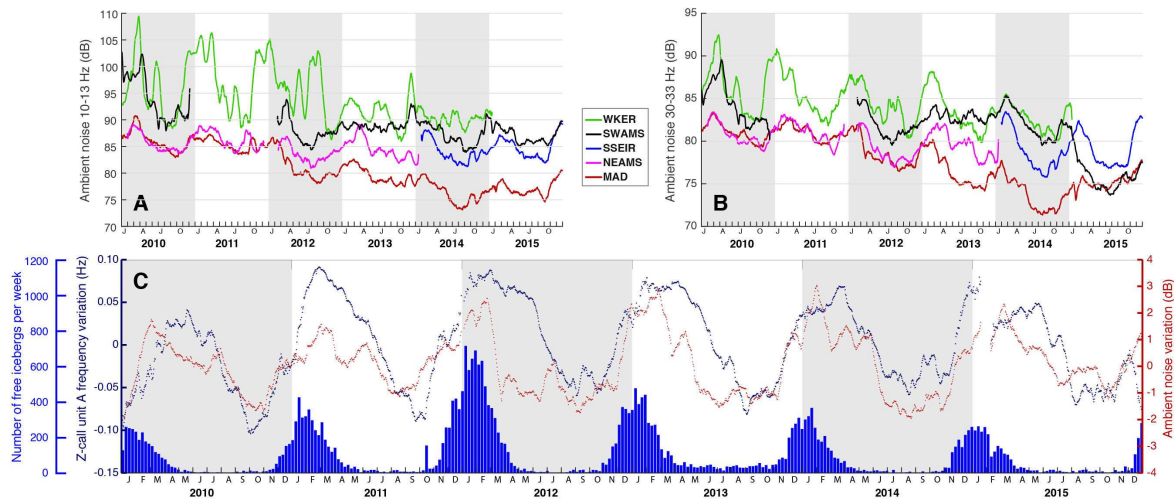 Ambient noise 10-13 Hz (dB)
110
105
100
95
90
85
80
75
70
A
J A J O J A J O J A J O J A J O J A J O J A J O
2010 2011 2012 2013 2014 2015
WKER
SWAMS
SSEIR
NEAMS
MAD
Ambient noise 30-33 Hz (dB)
95
90
85
80
75
70
B
J A J O J A J O J A J O J A J O J A J O J A J O
2010 2011 2012 2013 2014 2015
C
Number of free icebergs per week
1200
1000
800
600
400
200
0
Z-call unit A frequency variation (Hz)
0.10
0.05
0
-0.05
-0.10
-0.15
Ambient noise variation (dB)
4
3
2
1
0
-1
-2
-3
-4
J F M A M J J A S O N D J F M A M J J A S O N D J F M A M J J A S O N D J F M A M J J A S O N D J F M A M J J A S O N D J F M A M J J A S O N D
2010 2011 2012 2013 2014 2015